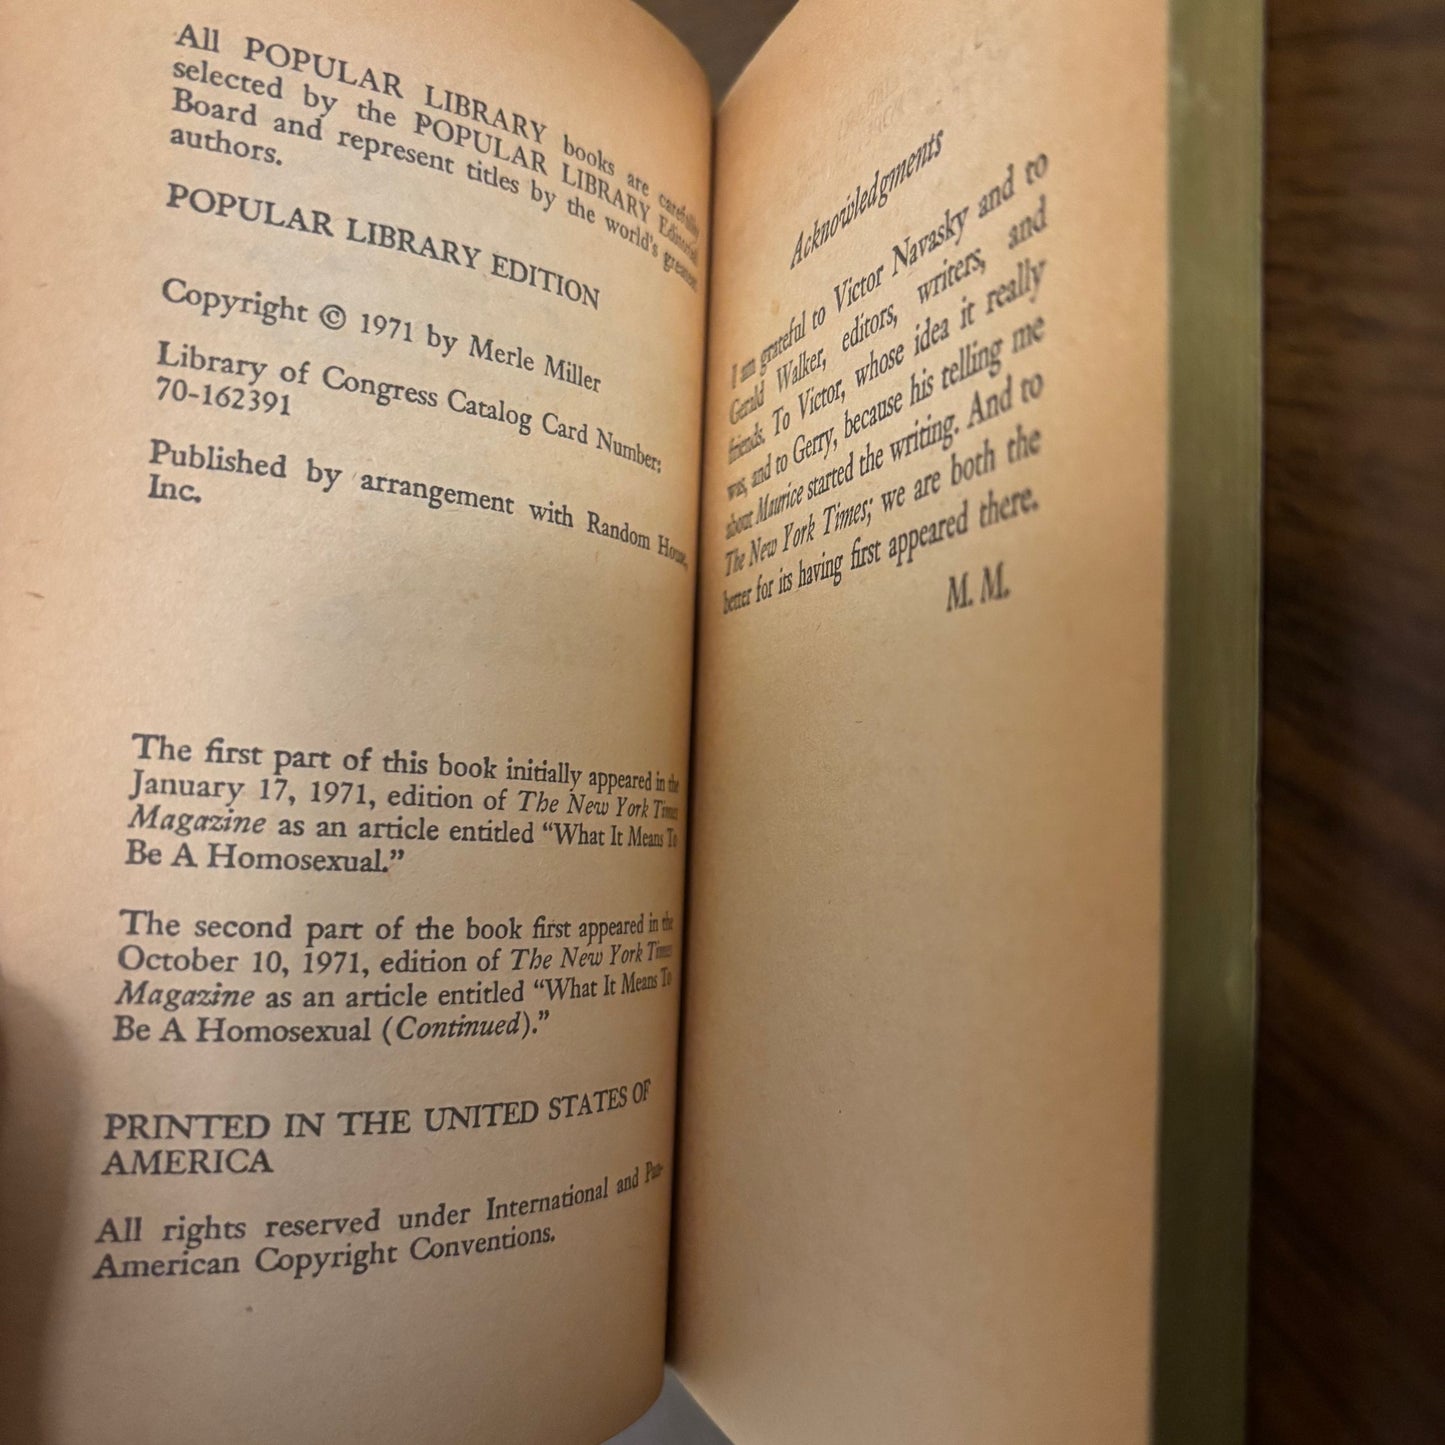 All POPULAR LIBRARY books are carefully
selected by the POPULAR LIBRARY Editorial
Board and represent titles by the world's greatest
authors.
POPULAR LIBRARY EDITION
Copyright © 1971 by Merle Miller
Library of Congress Catalog Card Number:
70-162391
Published by arrangement with Random House,
Inc.
The first part of this book initially appeared in the
January 17, 1971, edition of The New York Times
Magazine as an article entitled “What It Means To
Be A Homosexual.”
The second part of the book first appeared in the
October 10, 1971, edition of The New York Times
Magazine as an article entitled “What It Means To
Be A Homosexual (Continued).”
PRINTED IN THE UNITED STATES OF
AMERICA
All rights reserved under International and Pan-
American Copyright Conventions.
Acknowledgments
I am grateful to Victor Navasky and to
Gerald Walker, editors, writers, and
friends. To Victor, whose idea it really
was, and to Gerry, because his telling me
about Maurice started the writing. And to
The New York Times; we are both the
better for its having first appeared there.
M. M.